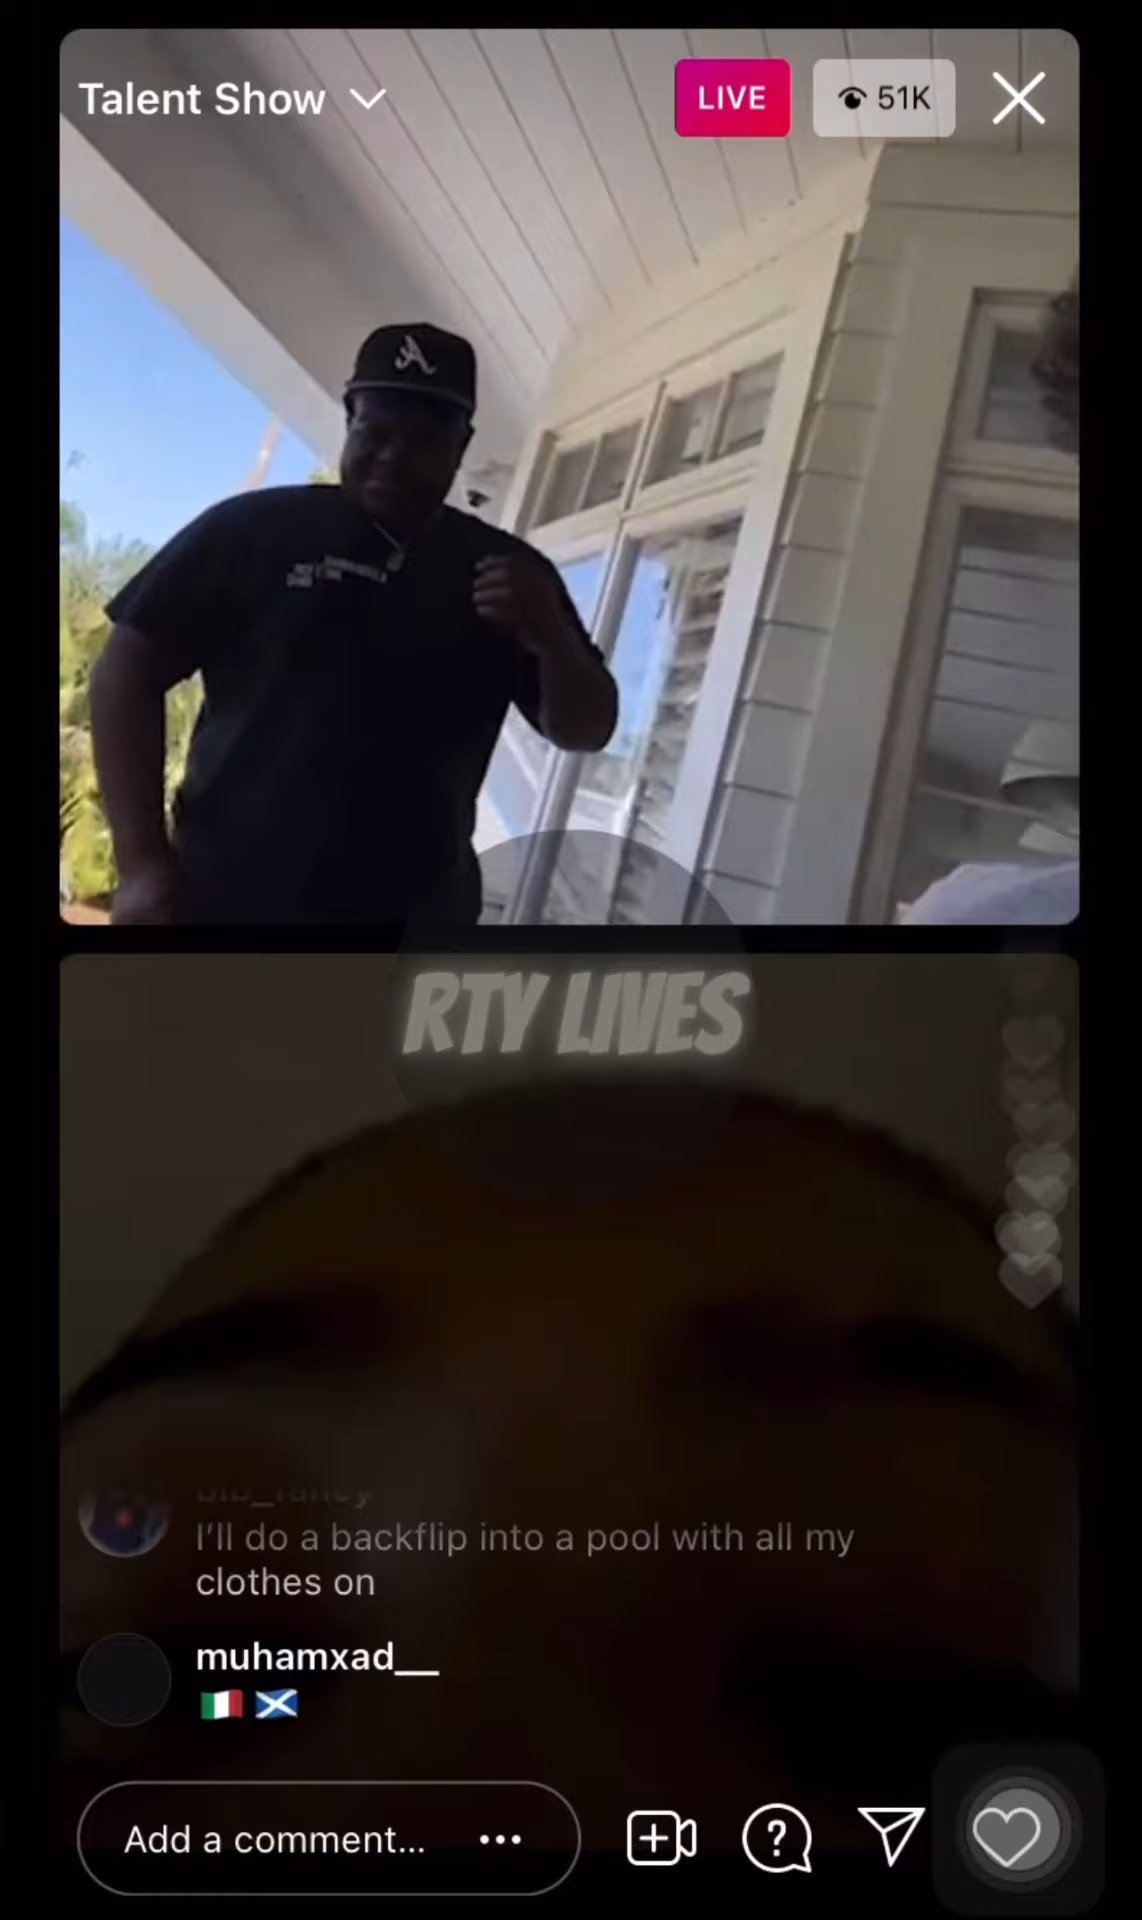 Talent Show
LIVE
51K
A
RTY LIVES
I'll do a backflip into a pool with all my
clothes on
muhamxad__
Add a comment...